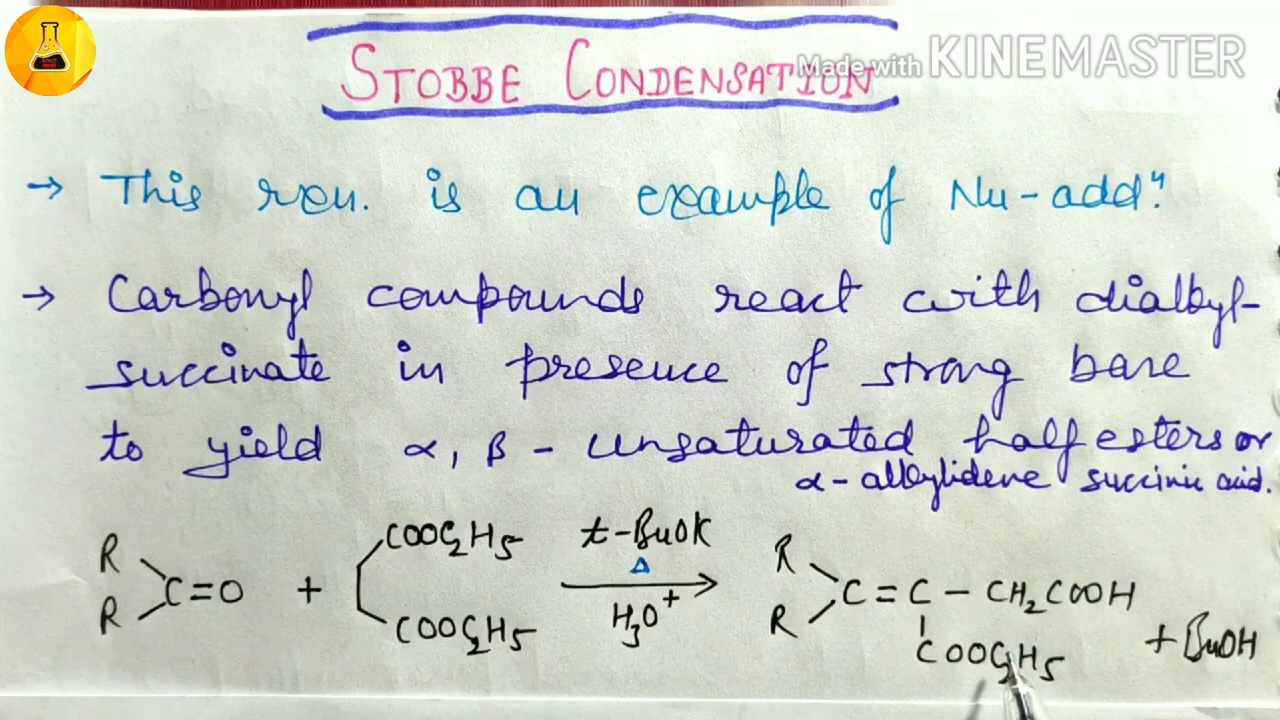 STOBBE CONDENSATION
Made with KINEMASTER
→ This rxn. is an example of Nu-addⁿ.
→ Carbonyl compounds react with dialkyl-
succinate in presence of strong base
to yield α, β - unsaturated half esters or
α-alkylidene succinic acid.
R
R
C=O + COOC2H5
COOC2H5
t-BuOK
Δ
H3O+
R
R
C=C-CH2COOH
COOC2H5
+ BuOH